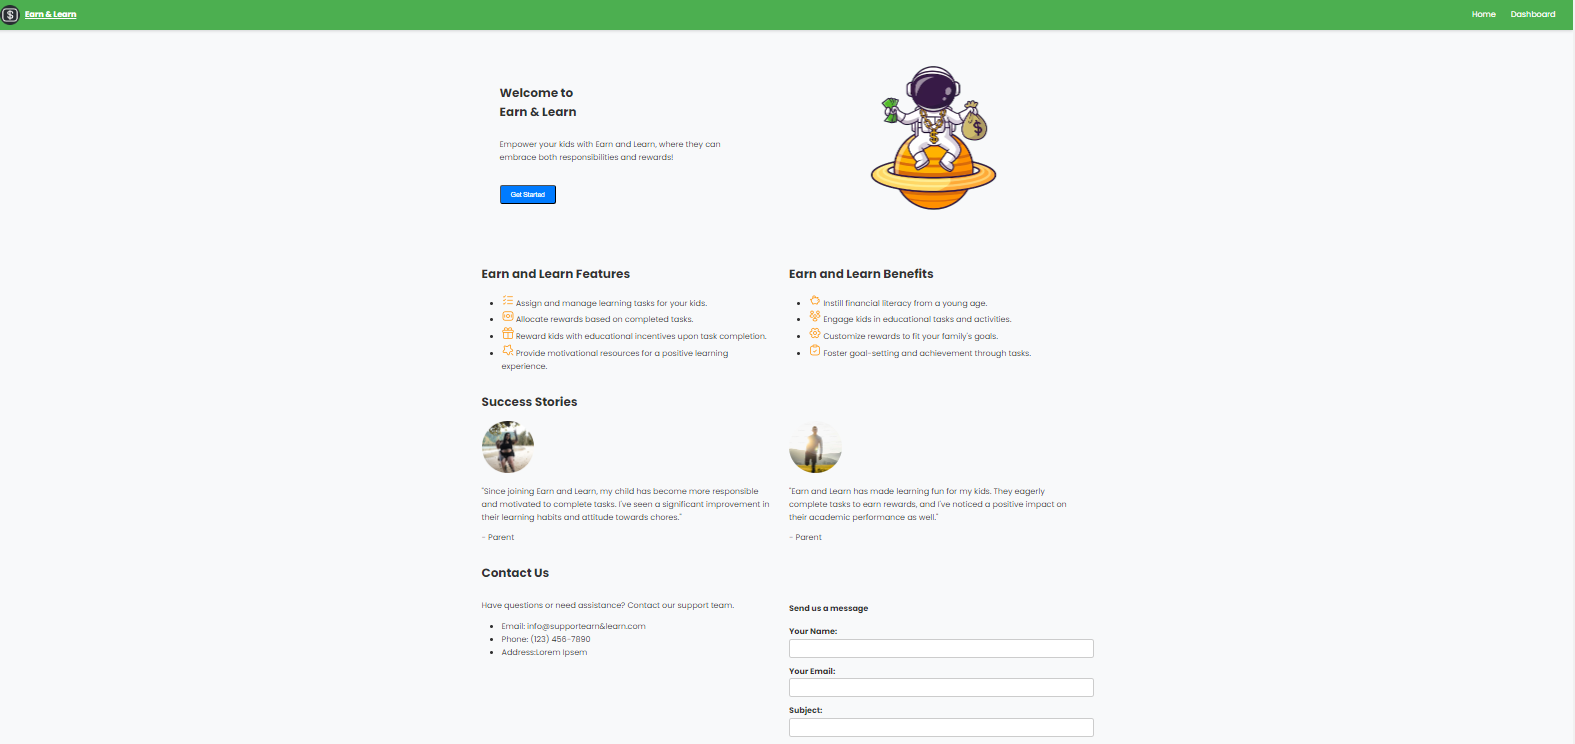 Earn & Learn
Home
Dashboard
Welcome to
Earn & Learn
Empower your kids with Earn and Learn, where they can
embrace both responsibilities and rewards!
Get Started
Earn and Learn Features
Assign and manage learning tasks for your kids.
Allocate rewards based on completed tasks.
Reward kids with educational incentives upon task completion.
Provide motivational resources for a positive learning
experience.
Earn and Learn Benefits
Instill financial literacy from a young age.
Engage kids in educational tasks and activities.
Customize rewards to fit your family's goals.
Foster goal-setting and achievement through tasks.
Success Stories
"Since joining Earn and Learn, my child has become more responsible
and motivated to complete tasks. I've seen a significant improvement in
their learning habits and attitude towards chores."
- Parent
"Earn and Learn has made learning fun for my kids. They eagerly
complete tasks to earn rewards, and I've noticed a positive impact on
their academic performance as well."
- Parent
Contact Us
Have questions or need assistance? Contact our support team.
Email: info@supportearn&learn.com
Phone: (123) 456-7890
Address:Lorem Ipsem
Send us a message
Your Name:
Your Email:
Subject: